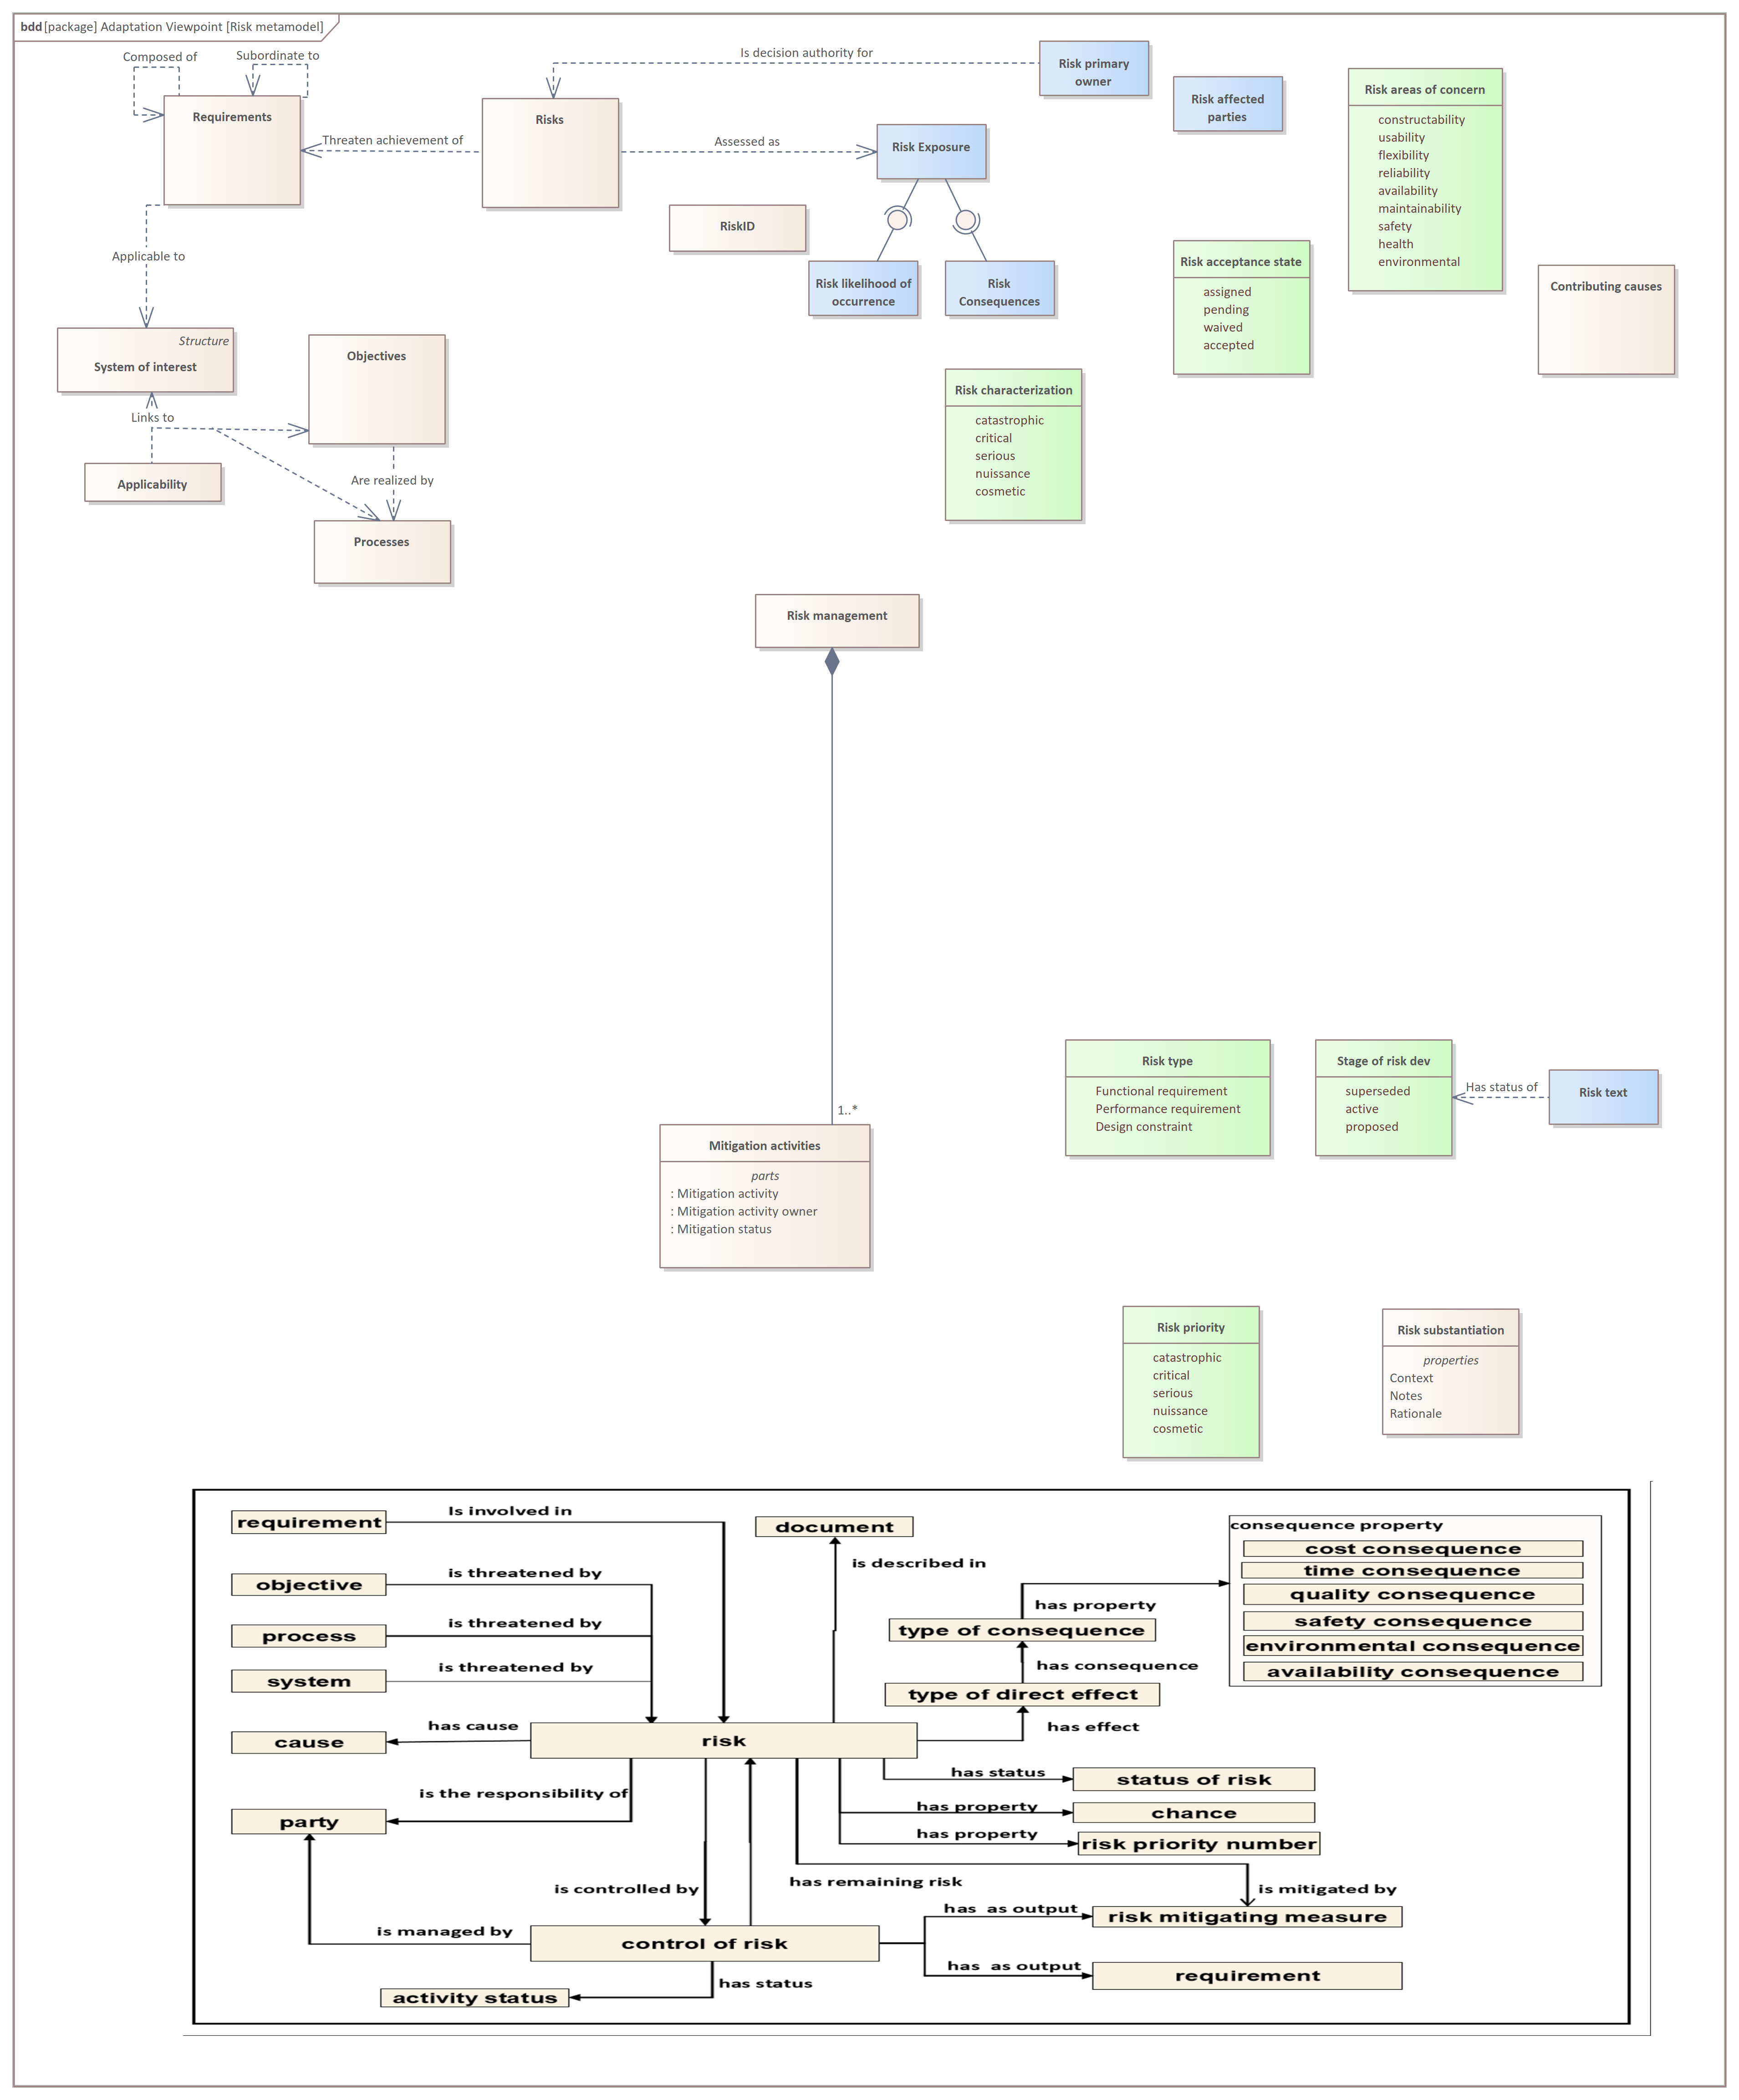 bdd [package] Adaptation Viewpoint [Risk metamodel]
Composed of
Subordinate to
Is decision authority for
Requirements
Threaten achievement of
Risks
Assessed as
Risk primary
owner
Risk affected
parties
Risk areas of concern
constructability
usability
flexibility
reliability
availability
maintainability
safety
health
environmental
Risk Exposure
RiskID
Risk likelihood of
occurrence
Risk
Consequences
Risk acceptance state
assigned
pending
waived
accepted
Contributing causes
Applicable to
Structure
System of interest
Objectives
Links to
Applicability
Are realized by
Processes
Risk characterization
catastrophic
critical
serious
nuissance
cosmetic
Risk management
1..*
Mitigation activities
parts
: Mitigation activity
: Mitigation activity owner
: Mitigation status
Risk type
Functional requirement
Performance requirement
Design constraint
Stage of risk dev
superseded
active
proposed
Has status of
Risk text
Risk priority
catastrophic
critical
serious
nuissance
cosmetic
Risk substantiation
properties
Context
Notes
Rationale
requirement
Is involved in
document
is described in
consequence property
cost consequence
time consequence
quality consequence
safety consequence
environmental consequence
availability consequence
objective
is threatened by
process
is threatened by
system
is threatened by
has property
type of consequence
has consequence
type of direct effect
has effect
cause
has cause
risk
is the responsibility of
party
has status
status of risk
has property
chance
has property
risk priority number
has remaining risk
is controlled by
is mitigated by
is managed by
control of risk
has as output
risk mitigating measure
has as output
requirement
has status
activity status